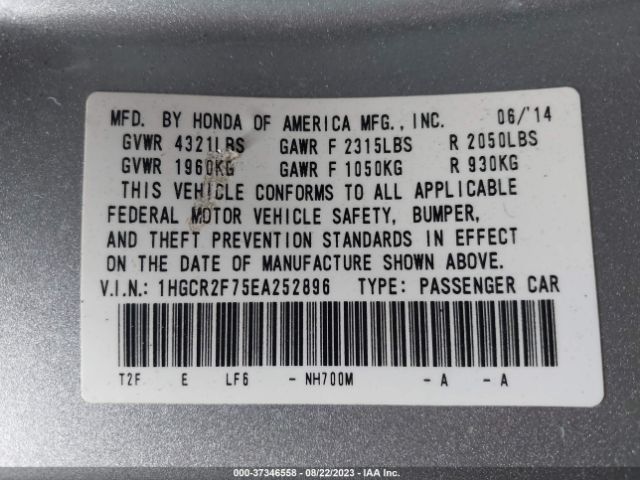 MFD. BY HONDA OF AMERICA MFG., INC. 06/'14
GVWR 4321LBS GAWR F 2315LBS R 2050LBS
GVWR 1960KG GAWR F 1050KG R 930KG
THIS VEHICLE CONFORMS TO ALL APPLICABLE
FEDERAL MOTOR VEHICLE SAFETY, BUMPER,
AND THEFT PREVENTION STANDARDS IN EFFECT
ON THE DATE OF MANUFACTURE SHOWN ABOVE.
V.I.N.: 1HGCR2F75EA252896 TYPE: PASSENGER CAR
T2F E LF6 - NH700M - A - A
000-37346558 - 08/22/2023 - IAA Inc.